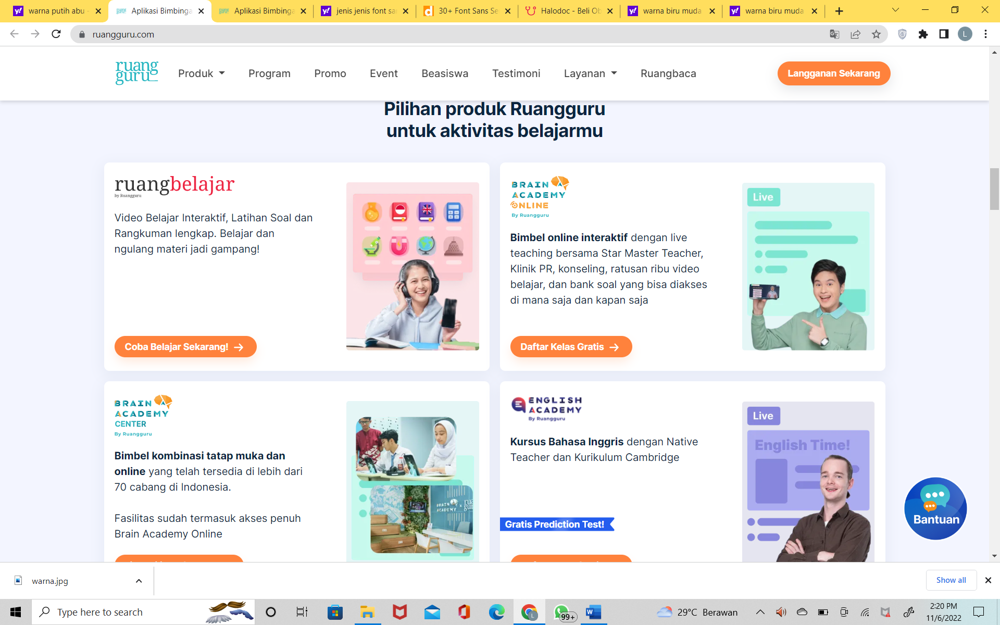 warna putih abu -
Aplikasi Bimbinga
Aplikasi Bimbinga
jenis jenis font sa
30+ Font Sans Se
Halodoc - Beli Ob
warna biru muda
warna biru muda
ruangguru.com
L
ruang
guru
Produk
Program
Promo
Event
Beasiswa
Testimoni
Layanan
Ruangbaca
Langganan Sekarang
Pilihan produk Ruangguru
untuk aktivitas belajarmu
ruangbelajar
by Ruangguru
Video Belajar Interaktif, Latihan Soal dan
Rangkuman lengkap. Belajar dan
ngulang materi jadi gampang!
Coba Belajar Sekarang!
BRAIN
ACADEMY
ONLINE
By Ruangguru
Bimbel online interaktif dengan live
teaching bersama Star Master Teacher,
Klinik PR, konseling, ratusan ribu video
belajar, dan bank soal yang bisa diakses
di mana saja dan kapan saja
Daftar Kelas Gratis
Live
BRAIN
ACADEMY
CENTER
By Ruangguru
Bimbel kombinasi tatap muka dan
online yang telah tersedia di lebih dari
70 cabang di Indonesia.
Fasilitas sudah termasuk akses penuh
Brain Academy Online
BRAIN
ACADEMY x
ENGLISH
ACADEMY
By Ruangguru
Kursus Bahasa Inggris dengan Native
Teacher dan Kurikulum Cambridge
Gratis Prediction Test!
Live
English Time!
Bantuan
warna.jpg
Show all
Type here to search
99+
29°C Berawan
2:20 PM
11/6/2022